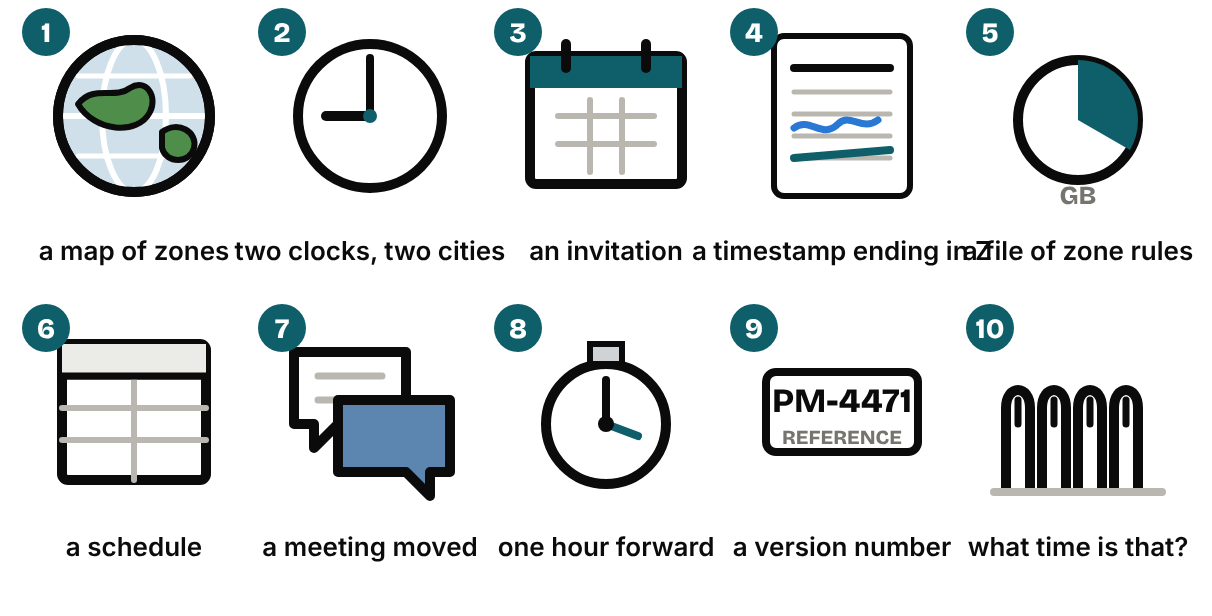 1
2
3
4
5
GB
a map of zones
two clocks, two cities
an invitation
a timestamp ending in Z
a file of zone rules
6
7
8
9
10
PM-4471
REFERENCE
a schedule
a meeting moved
one hour forward
a version number
what time is that?